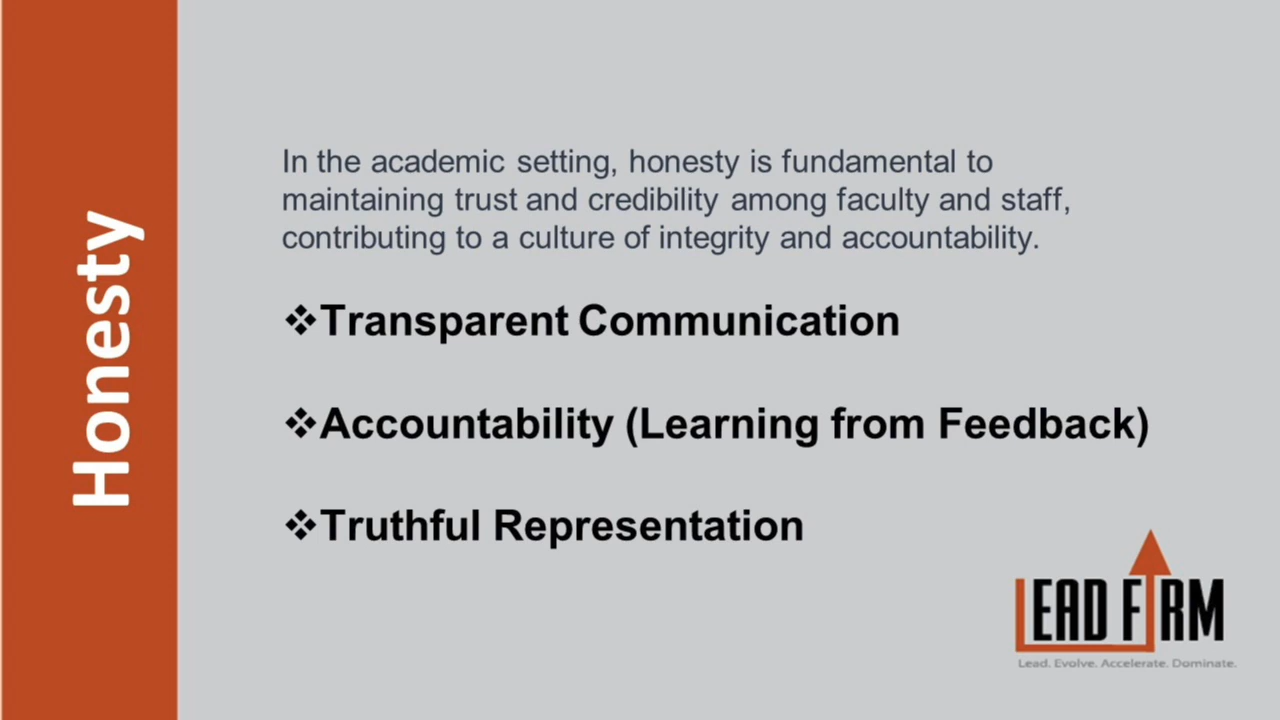 Honesty
In the academic setting, honesty is fundamental to
maintaining trust and credibility among faculty and staff,
contributing to a culture of integrity and accountability.
❖Transparent Communication
❖Accountability (Learning from Feedback)
❖Truthful Representation
LEAD FIRM
Lead. Evolve. Accelerate. Dominate.